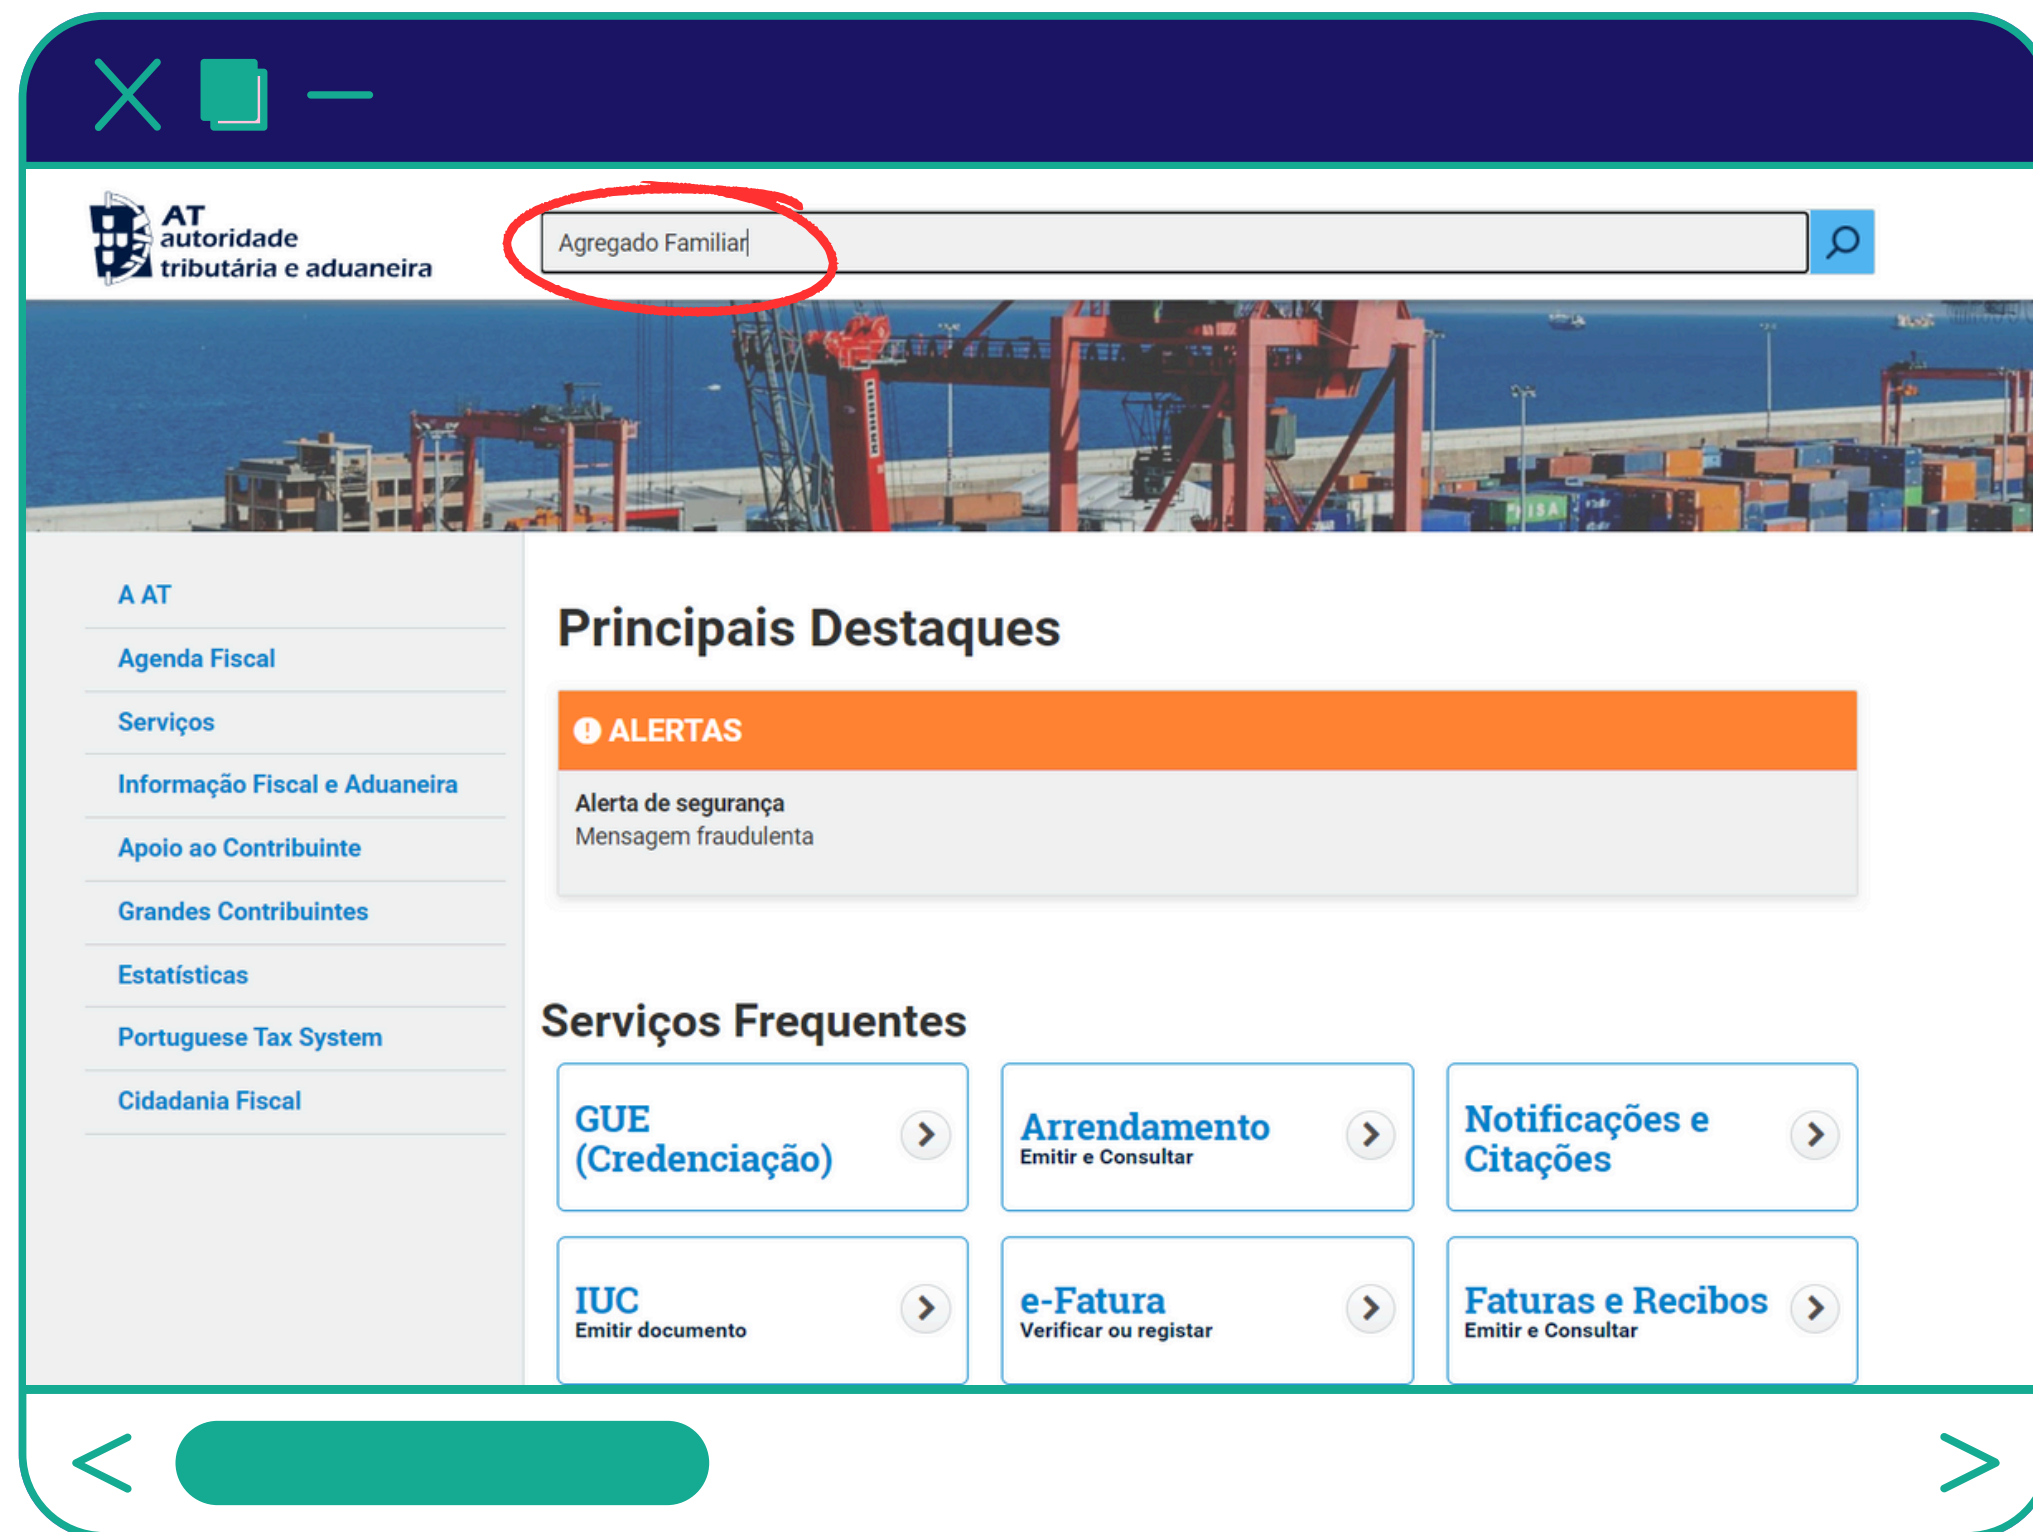 AT
autoridade
tributária e aduaneira
Agregado Familiar
A AT
Agenda Fiscal
Serviços
Informação Fiscal e Aduaneira
Apoio ao Contribuinte
Grandes Contribuintes
Estatísticas
Portuguese Tax System
Cidadania Fiscal
Principais Destaques
ALERTAS
Alerta de segurança
Mensagem fraudulenta
Serviços Frequentes
GUE
(Credenciação)
Arrendamento
Emitir e Consultar
Notificações e
Citações
IUC
Emitir documento
e-Fatura
Verificar ou registar
Faturas e Recibos
Emitir e Consultar